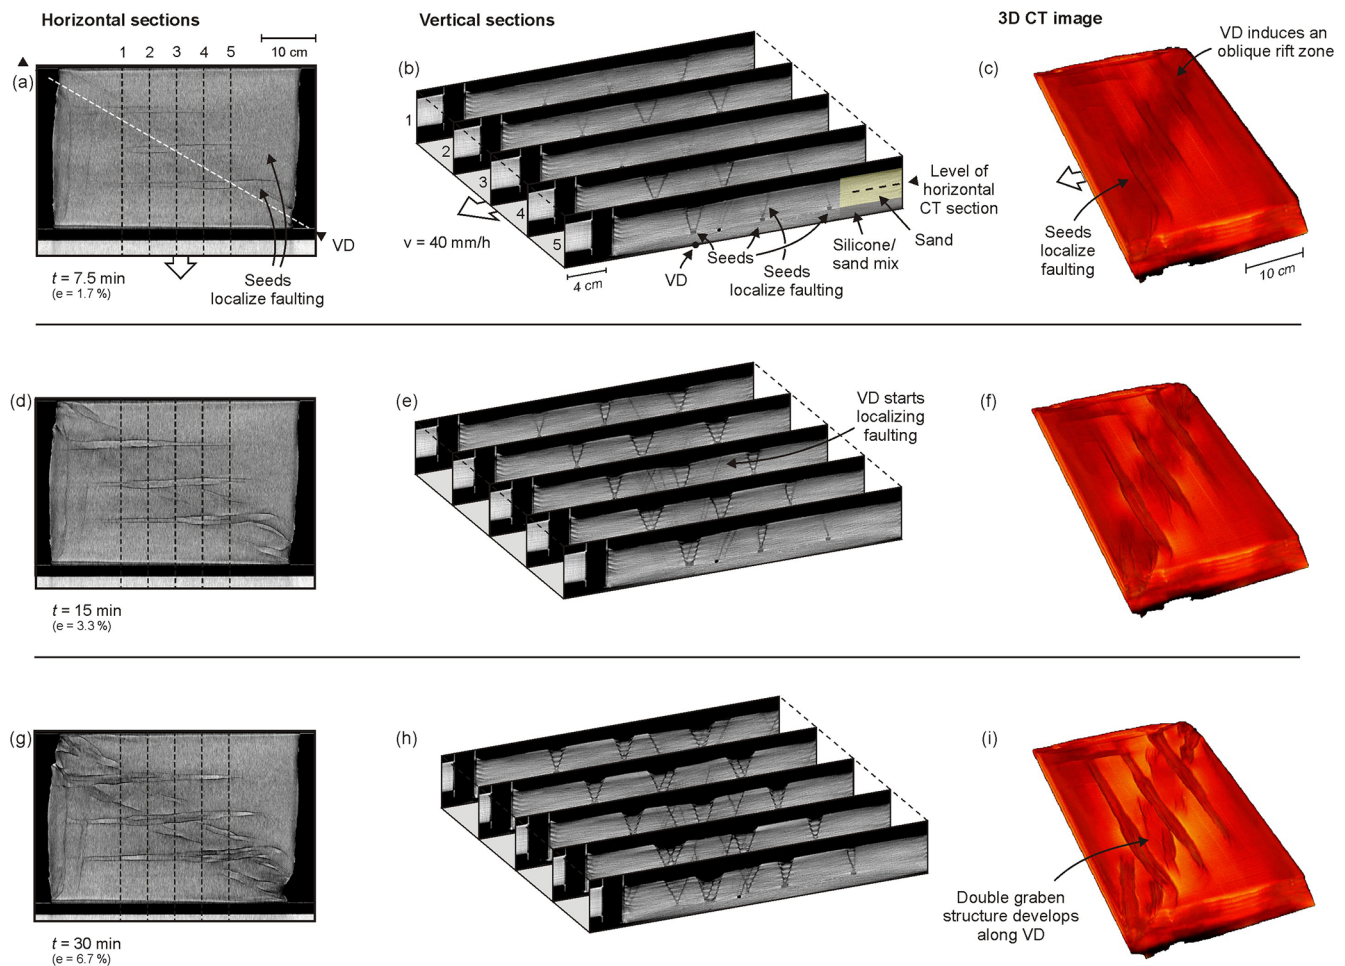 Horizontal sections
Vertical sections
3D CT image
10 cm
1 2 3 4 5
(a)
VD
t = 7.5 min
(e = 1.7 %)
Seeds
localize faulting
(b)
1
2
3
4
5
v = 40 mm/h
4 cm
VD
Seeds
Seeds
localize faulting
Silicone/
sand mix
Sand
Level of
horizontal
CT section
(c)
VD induces an
oblique rift zone
Seeds
localize
faulting
10 cm
(d)
t = 15 min
(e = 3.3 %)
(e)
VD starts
localizing
faulting
(f)
(g)
t = 30 min
(e = 6.7 %)
(h)
(i)
Double graben
structure develops
along VD